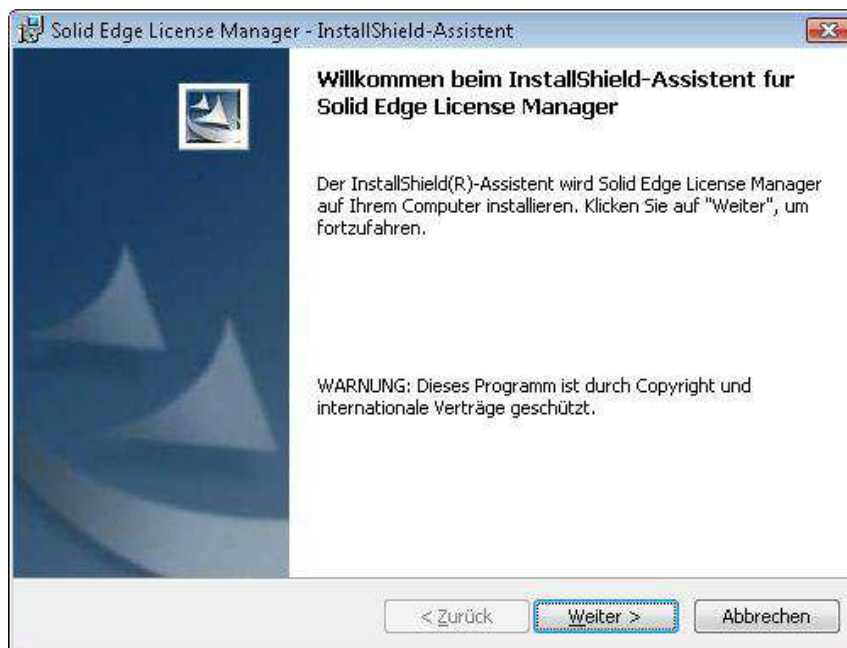 Solid Edge License Manager - InstallShield-Assistent
Willkommen beim InstallShield-Assistent fur
Solid Edge License Manager
Der InstallShield(R)-Assistent wird Solid Edge License Manager
auf Ihrem Computer installieren. Klicken Sie auf "Weiter", um
fortzufahren.
WARNUNG: Dieses Programm ist durch Copyright und
internationale Verträge geschützt.
< Zurück
Weiter >
Abbrechen